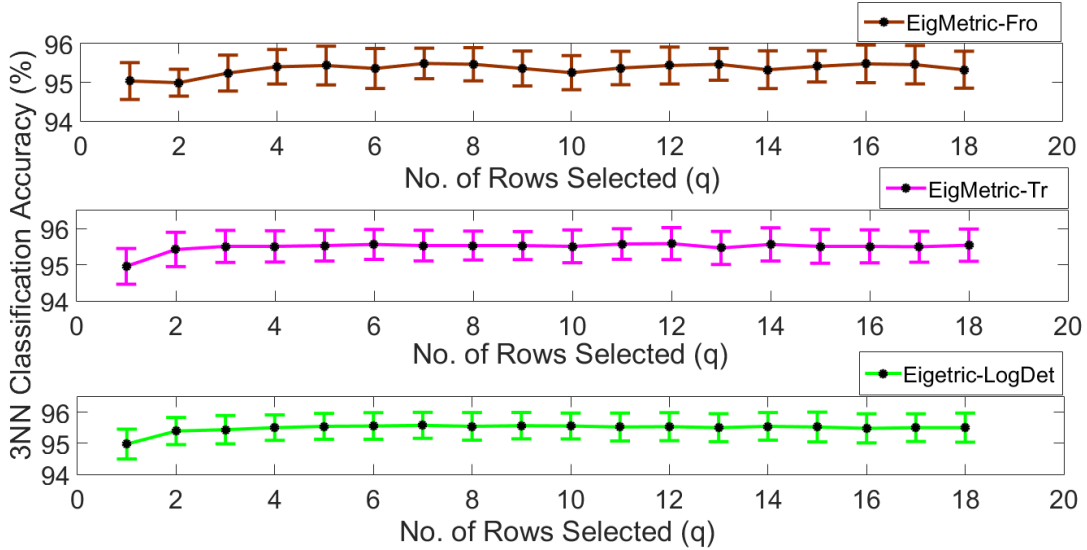 3NN Classification Accuracy (%)
EigMetric-Fro
96
95
94
0 2 4 6 8 10 12 14 16 18 20
No. of Rows Selected (q)
EigMetric-Tr
96
95
94
0 2 4 6 8 10 12 14 16 18 20
No. of Rows Selected (q)
Eigetric-LogDet
96
95
94
0 2 4 6 8 10 12 14 16 18 20
No. of Rows Selected (q)